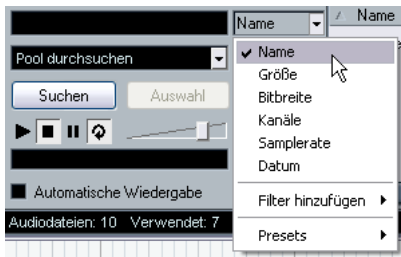 Name
Name
Pool durchsuchen
Suchen
Auswahl
Automatische Wiedergabe
Audiodateien: 10 Verwendet: 7
Name
Größe
Bitbreite
Kanäle
Samplerate
Datum
Filter hinzufügen
Presets